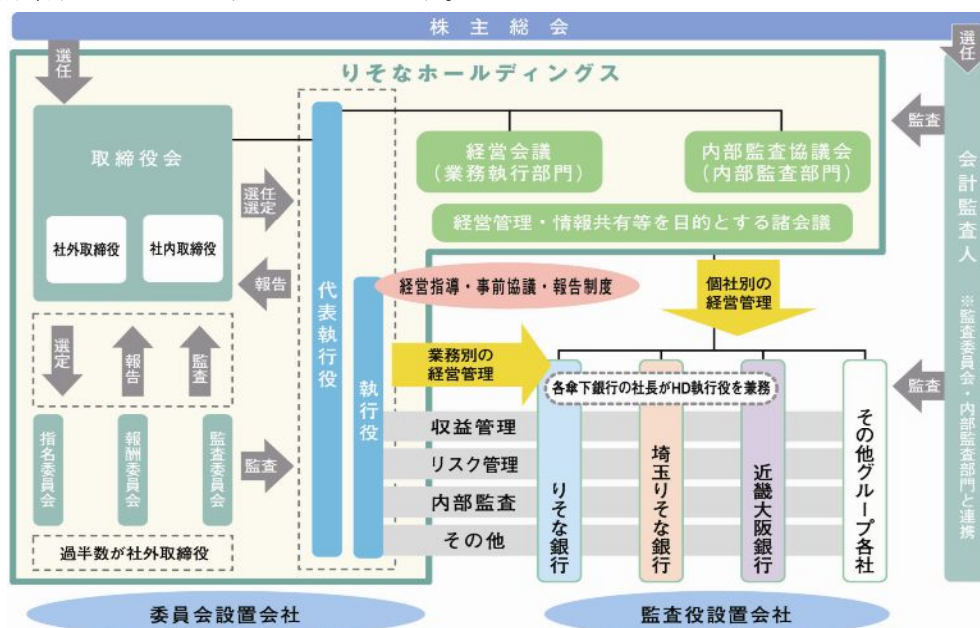 株主総会
選任
選任
りそなホールディングス
取締役会
社外取締役
社内取締役
選任
選定
報告
選定
報告
監査
指名委員会
報酬委員会
監査委員会
監査
過半数が社外取締役
代表執行役
執行役
経営会議
(業務執行部門)
内部監査協議会
(内部監査部門)
経営管理・情報共有等を目的とする諸会議
経営指導・事前協議・報告制度
個社別の
経営管理
業務別の
経営管理
各傘下銀行の社長がHD執行役を兼務
収益管理
リスク管理
内部監査
その他
りそな銀行
埼玉りそな銀行
近畿大阪銀行
その他グループ各社
監査
監査
会計監査人
※監査委員会・内部監査部門と連携
委員会設置会社
監査役設置会社